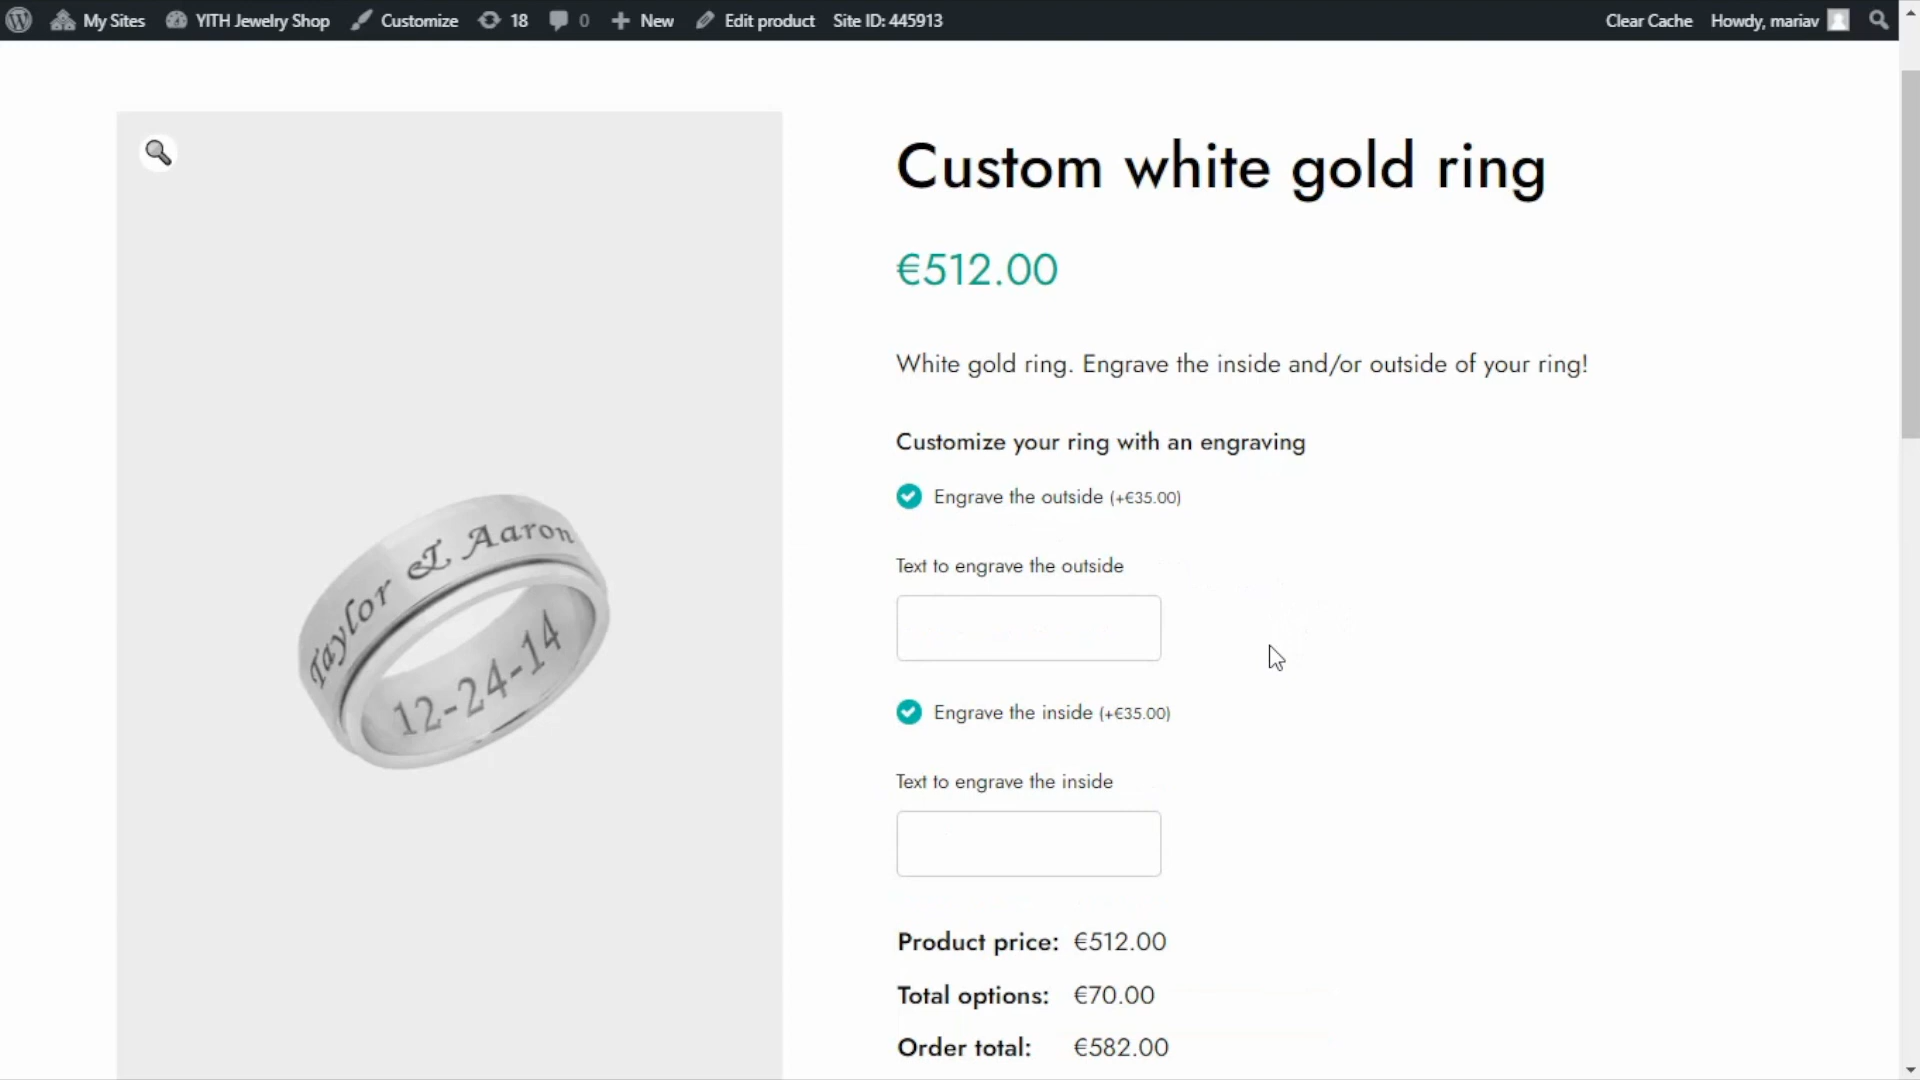 My Sites YITH Jewelry Shop Customize 18 0 New Edit product Site ID: 445913 Clear Cache Howdy, mariav
Custom white gold ring
€512.00
White gold ring. Engrave the inside and/or outside of your ring!
Customize your ring with an engraving
Engrave the outside (+€35.00)
Text to engrave the outside
Taylor & Aaron
12-24-14
Engrave the inside (+€35.00)
Text to engrave the inside
Product price: €512.00
Total options: €70.00
Order total: €582.00